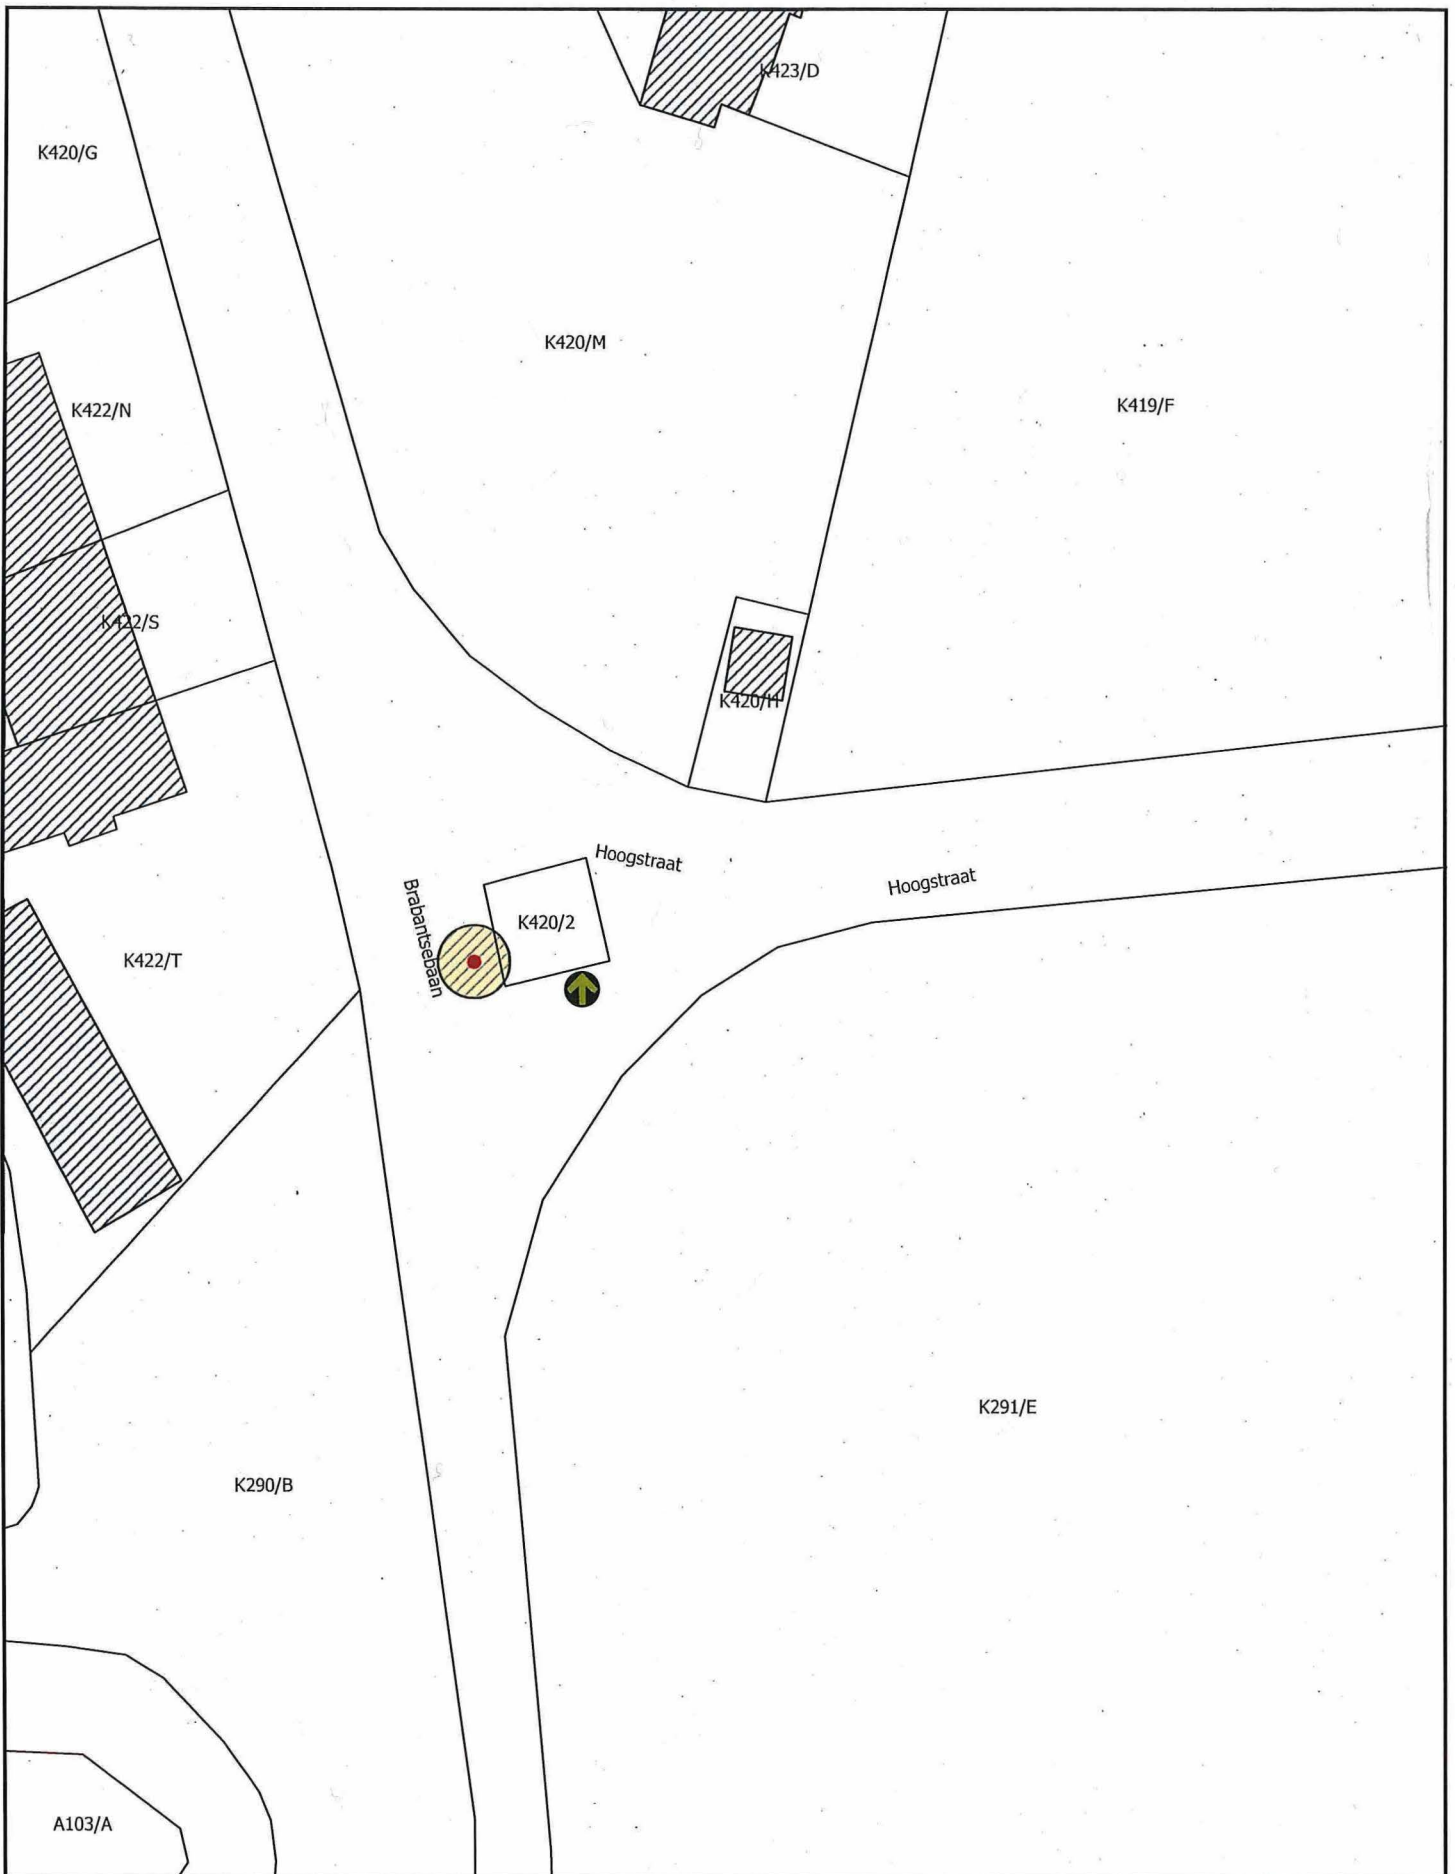 K423/D
K420/G
K420/M
K419/F
K422/N
K422/S
K420/H
Hoogstraat
Hoogstraat
Brabantsebaan
K420/2
K422/T
K291/E
K290/B
A103/A